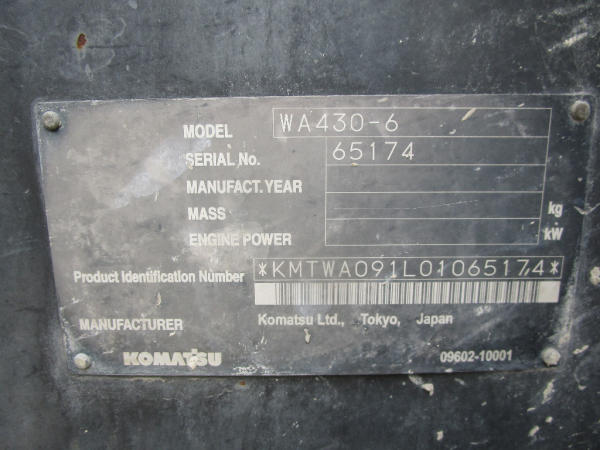 MODEL WA430-6
SERIAL No. 65174
MANUFACT. YEAR
MASS kg
ENGINE POWER kW
Product Identification Number *KMTWA091L01065174*
MANUFACTURER Komatsu Ltd., Tokyo, Japan
KOMATSU 09602-10001